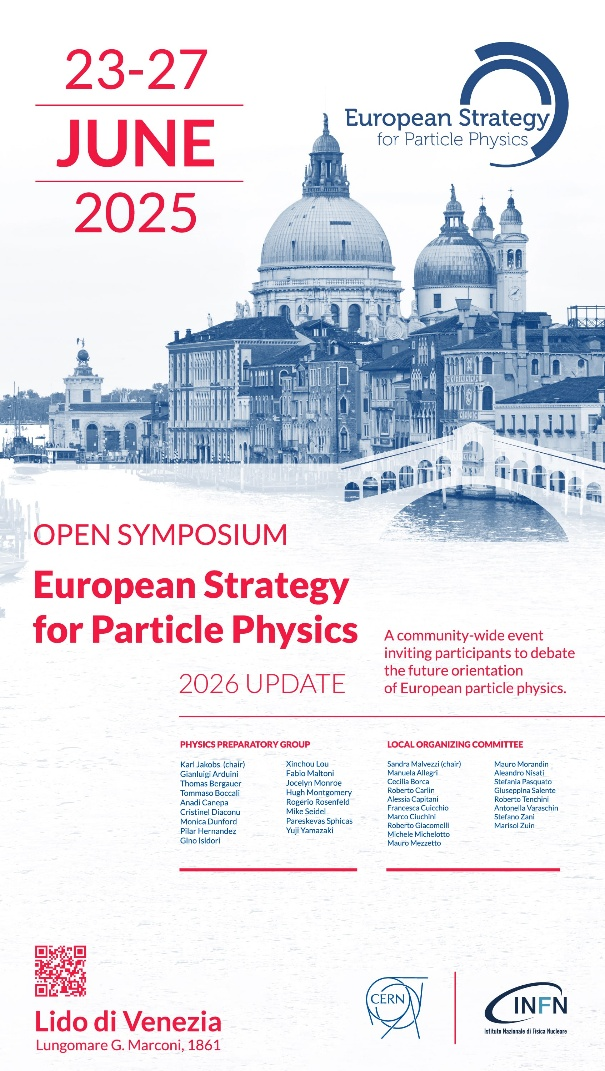 23-27
JUNE
2025
European Strategy
for Particle Physics
OPEN SYMPOSIUM
European Strategy
for Particle Physics
2026 UPDATE
A community-wide event
inviting participants to debate
the future orientation
of European particle physics.
PHYSICS PREPARATORY GROUP
Karl Jakobs (chair)
Gianluigi Arduini
Thomas Bergauer
Tommaso Boccali
Anadi Canepa
Cristinel Diaconu
Monica Dunford
Pilar Hernandez
Gino Isidori
Xinchou Lou
Fabio Maltoni
Jocelyn Monroe
Hugh Montgomery
Rogerio Rosenfeld
Mike Seidel
Pareskevas Sphicas
Yuji Yamazaki
LOCAL ORGANIZING COMMITTEE
Sandra Malvezzi (chair)
Manuela Allegri
Cecilia Borca
Roberto Carlin
Alessia Capitani
Francesca Cuicchio
Marco Ciuchini
Roberto Giacomelli
Michele Michelotto
Mauro Mezzetto
Mauro Morandin
Aleandro Nisati
Stefania Pasquato
Giuseppina Salente
Roberto Tenchini
Antonella Varaschin
Stefano Zani
Marisol Zuin
Lido di Venezia
Lungomare G. Marconi, 1861
CERN
INFN
Istituto Nazionale di Fisica Nucleare